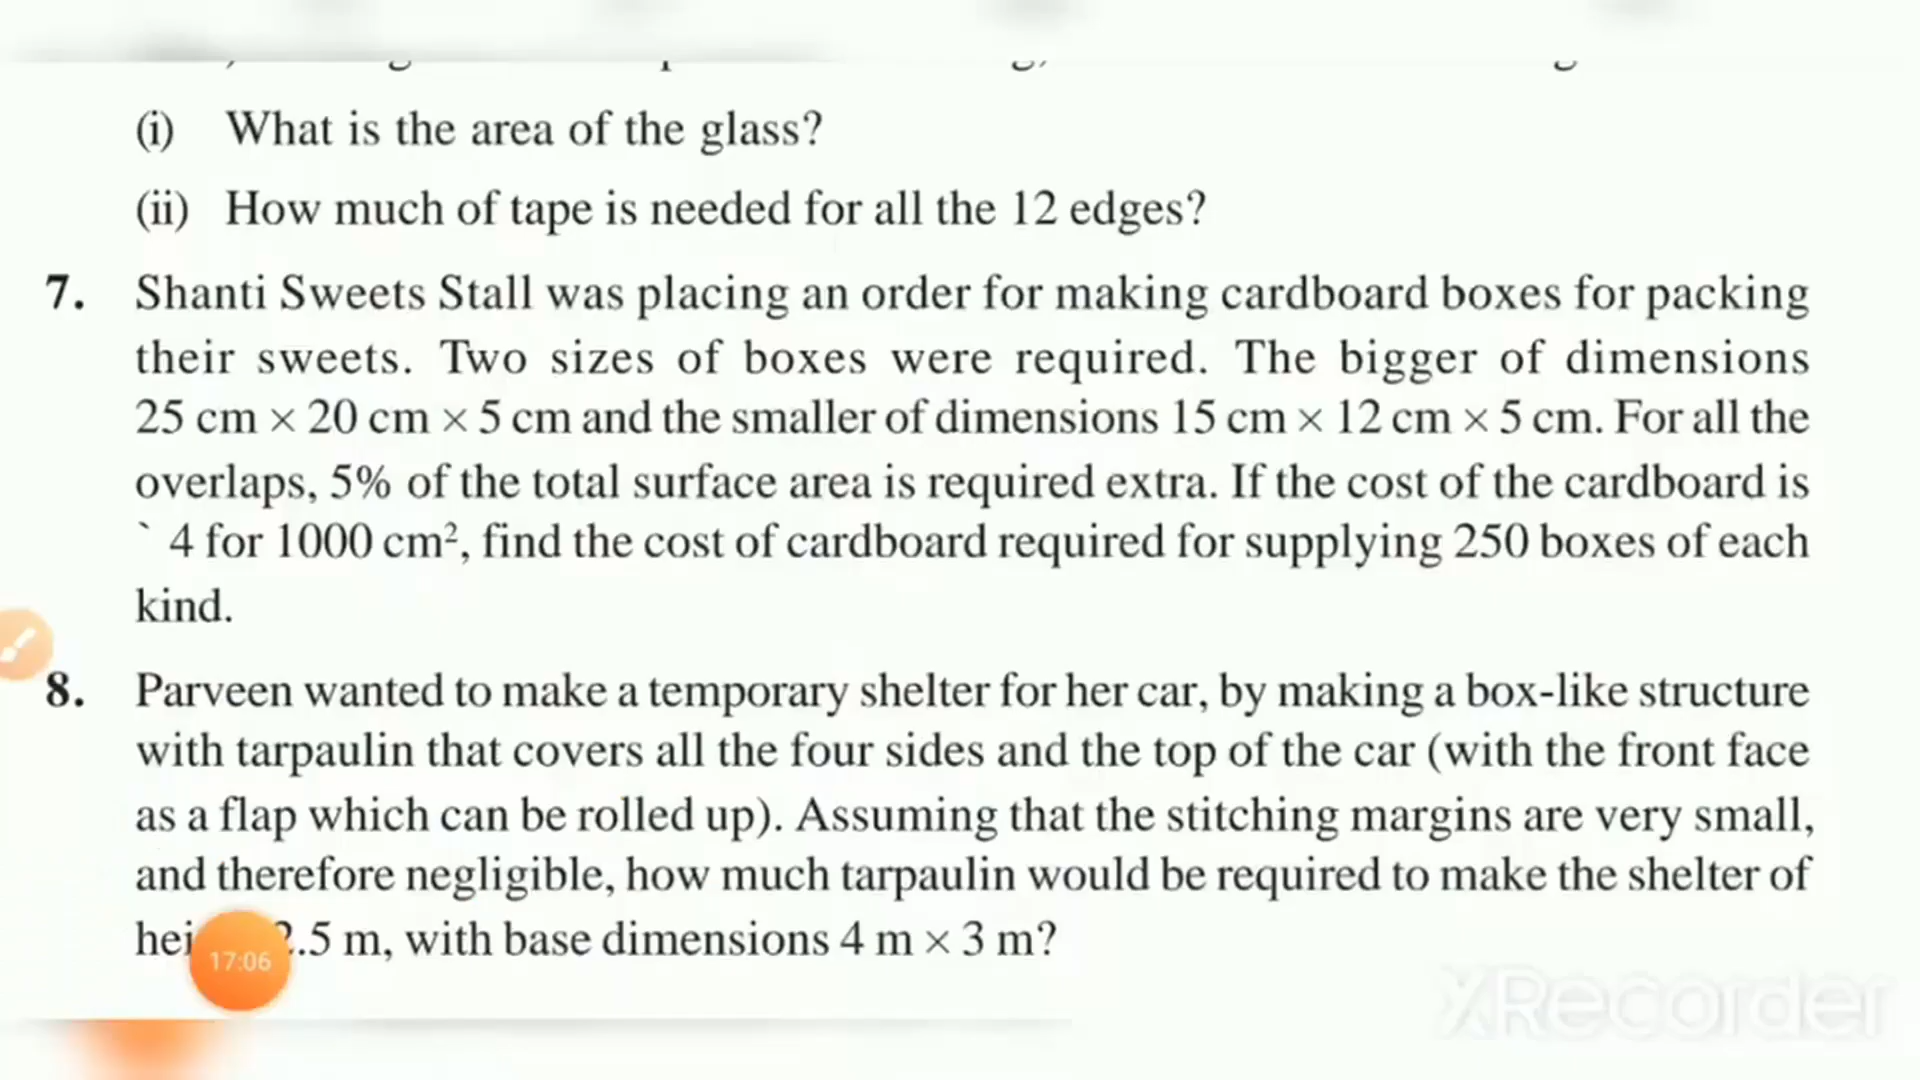 (i) What is the area of the glass?
(ii) How much of tape is needed for all the 12 edges?
7. Shanti Sweets Stall was placing an order for making cardboard boxes for packing
their sweets. Two sizes of boxes were required. The bigger of dimensions
25 cm × 20 cm × 5 cm and the smaller of dimensions 15 cm × 12 cm × 5 cm. For all the
overlaps, 5% of the total surface area is required extra. If the cost of the cardboard is
` 4 for 1000 cm², find the cost of cardboard required for supplying 250 boxes of each
kind.
8. Parveen wanted to make a temporary shelter for her car, by making a box-like structure
with tarpaulin that covers all the four sides and the top of the car (with the front face
as a flap which can be rolled up). Assuming that the stitching margins are very small,
and therefore negligible, how much tarpaulin would be required to make the shelter of
hei 2.5 m, with base dimensions 4 m × 3 m?
17:06
XRecorder